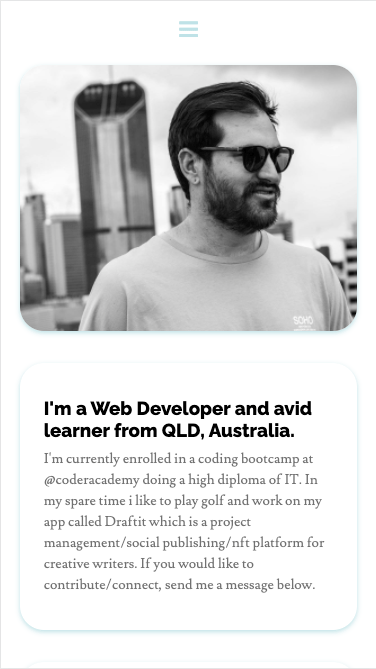 SOHO
I'm a Web Developer and avid
learner from QLD, Australia.
I'm currently enrolled in a coding bootcamp at
@coderacademy doing a high diploma of IT. In
my spare time i like to play golf and work on my
app called Draftit which is a project
management/social publishing/nft platform for
creative writers. If you would like to
contribute/connect, send me a message below.